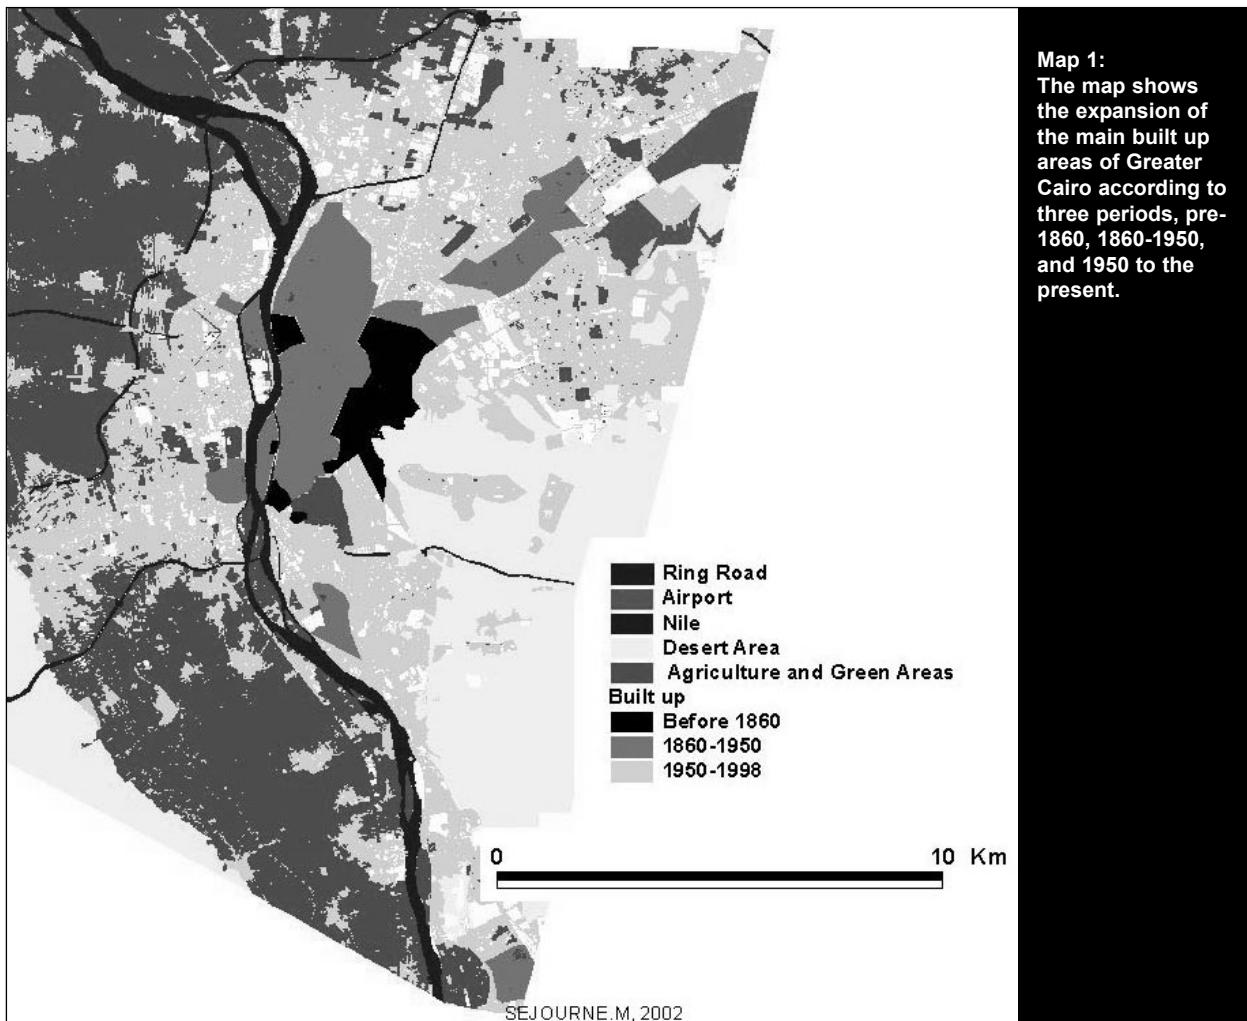 Map 1:
The map shows
the expansion of
the main built up
areas of Greater
Cairo according to
three periods, pre-
1860, 1860-1950,
and 1950 to the
present.
Ring Road
Airport
Nile
Desert Area
Agriculture and Green Areas
Built up
Before 1860
1860-1950
1950-1998
0 10 Km
SEJOURNE.M, 2002